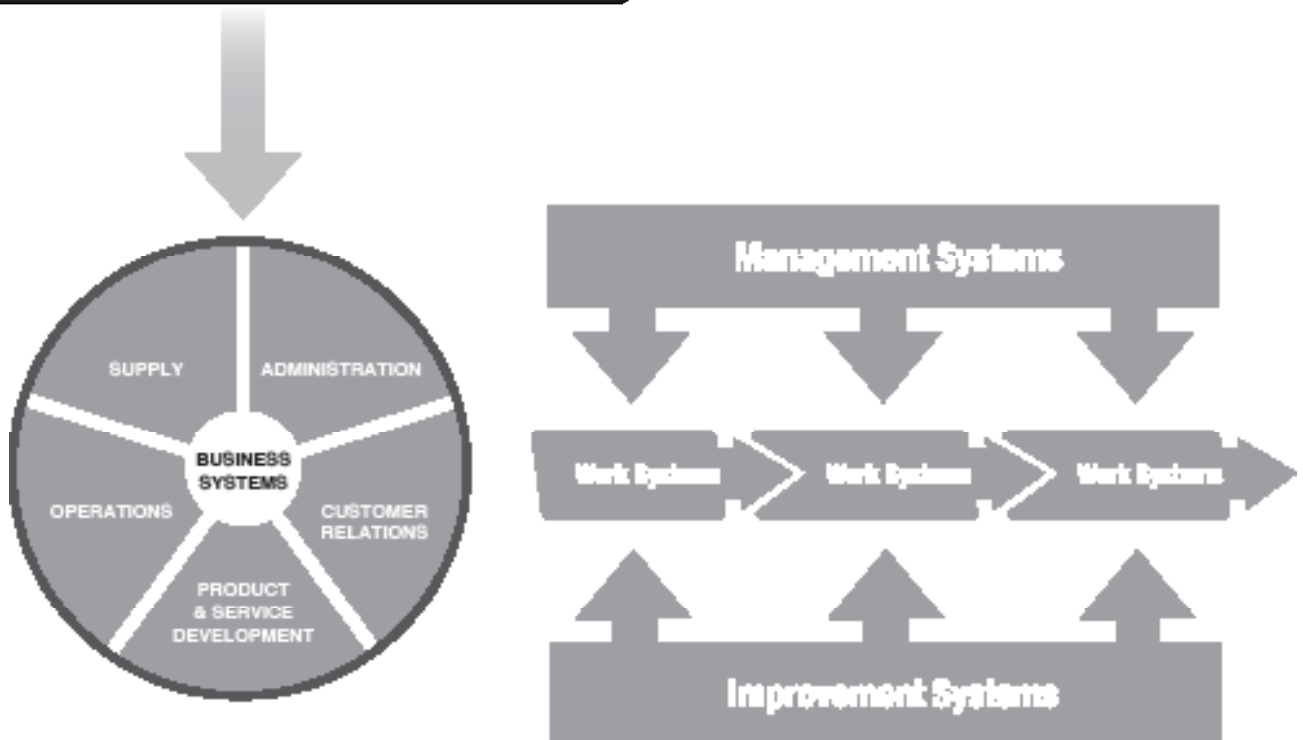 SUPPLY
ADMINISTRATION
BUSINESS
SYSTEMS
OPERATIONS
CUSTOMER
RELATIONS
PRODUCT
& SERVICE
DEVELOPMENT
Management Systems
Work Systems
Work Systems
Work Systems
Improvement Systems